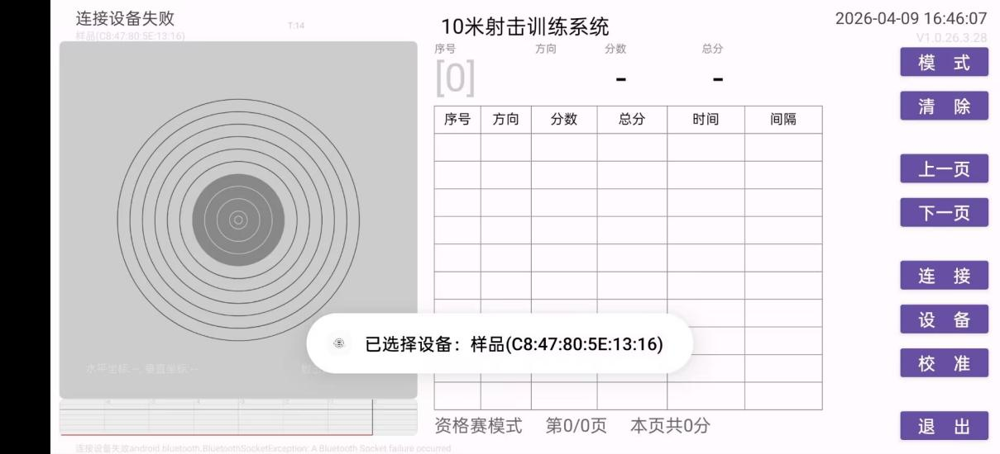 连接设备失败
样品(C8:47:80:5E:13:16)
T:14
10米射击训练系统
2026-04-09 16:46:07
V1.0.26.3.28
序号 方向 分数 总分
[0] - -
序号 方向 分数 总分 时间 间隔
模 式
清 除
上一页
下一页
连 接
设 备
校 准
退 出
已选择设备：样品(C8:47:80:5E:13:16)
水平坐标:--, 垂直坐标:--
资格赛模式 第0/0页 本页共0分
连接设备失败android.bluetooth.BluetoothSocketException: A Bluetooth Socket failure occurred